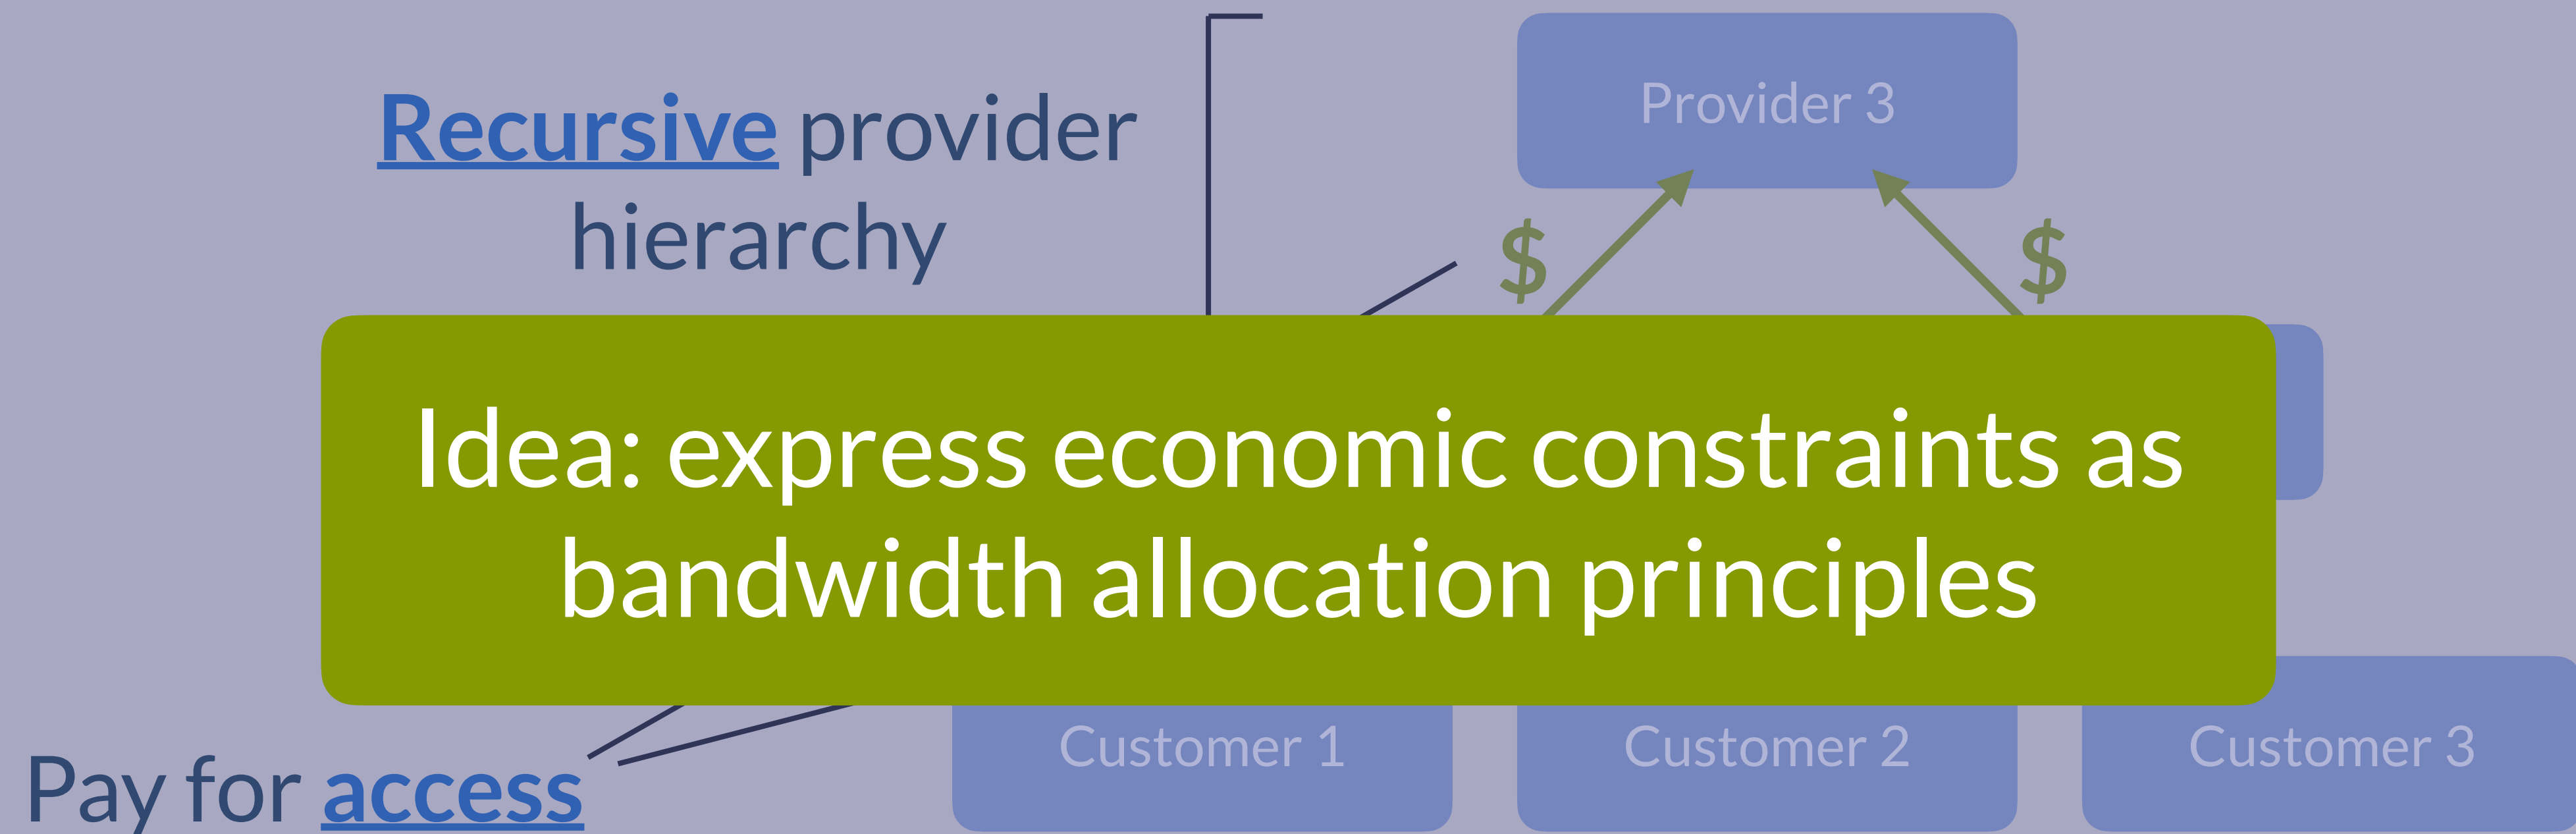 Provider 3
Recursive provider
hierarchy
$ $
Idea: express economic constraints as
bandwidth allocation principles
Customer 1 Customer 2 Customer 3
Pay for access